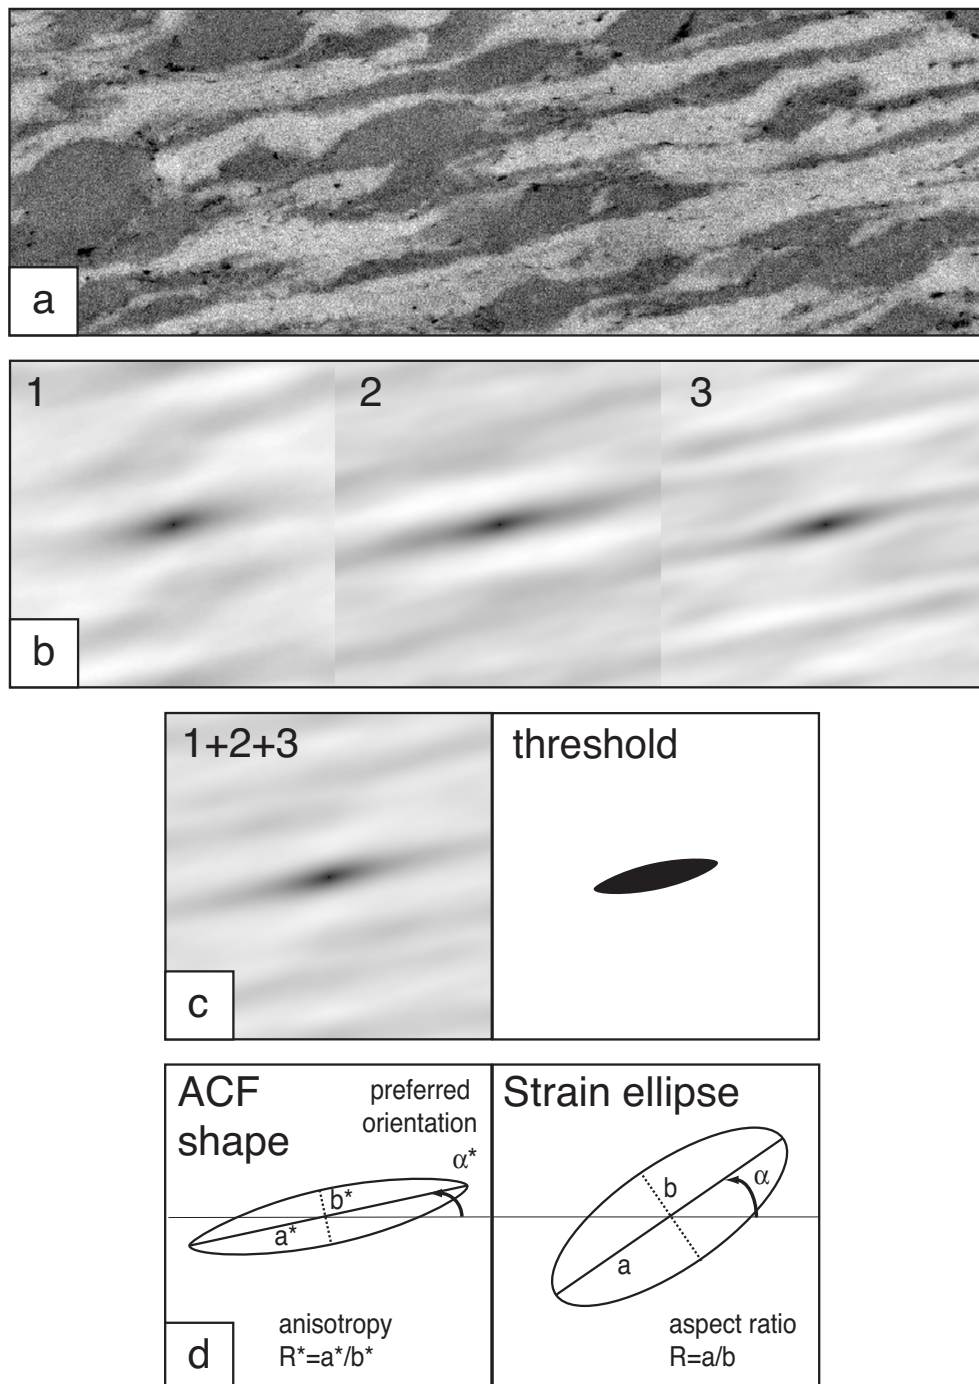 a
1
2
3
b
1+2+3
threshold
c
ACF
shape
preferred
orientation
α*
b*
a*
anisotropy
R*=a*/b*
d
Strain ellipse
b
α
a
aspect ratio
R=a/b